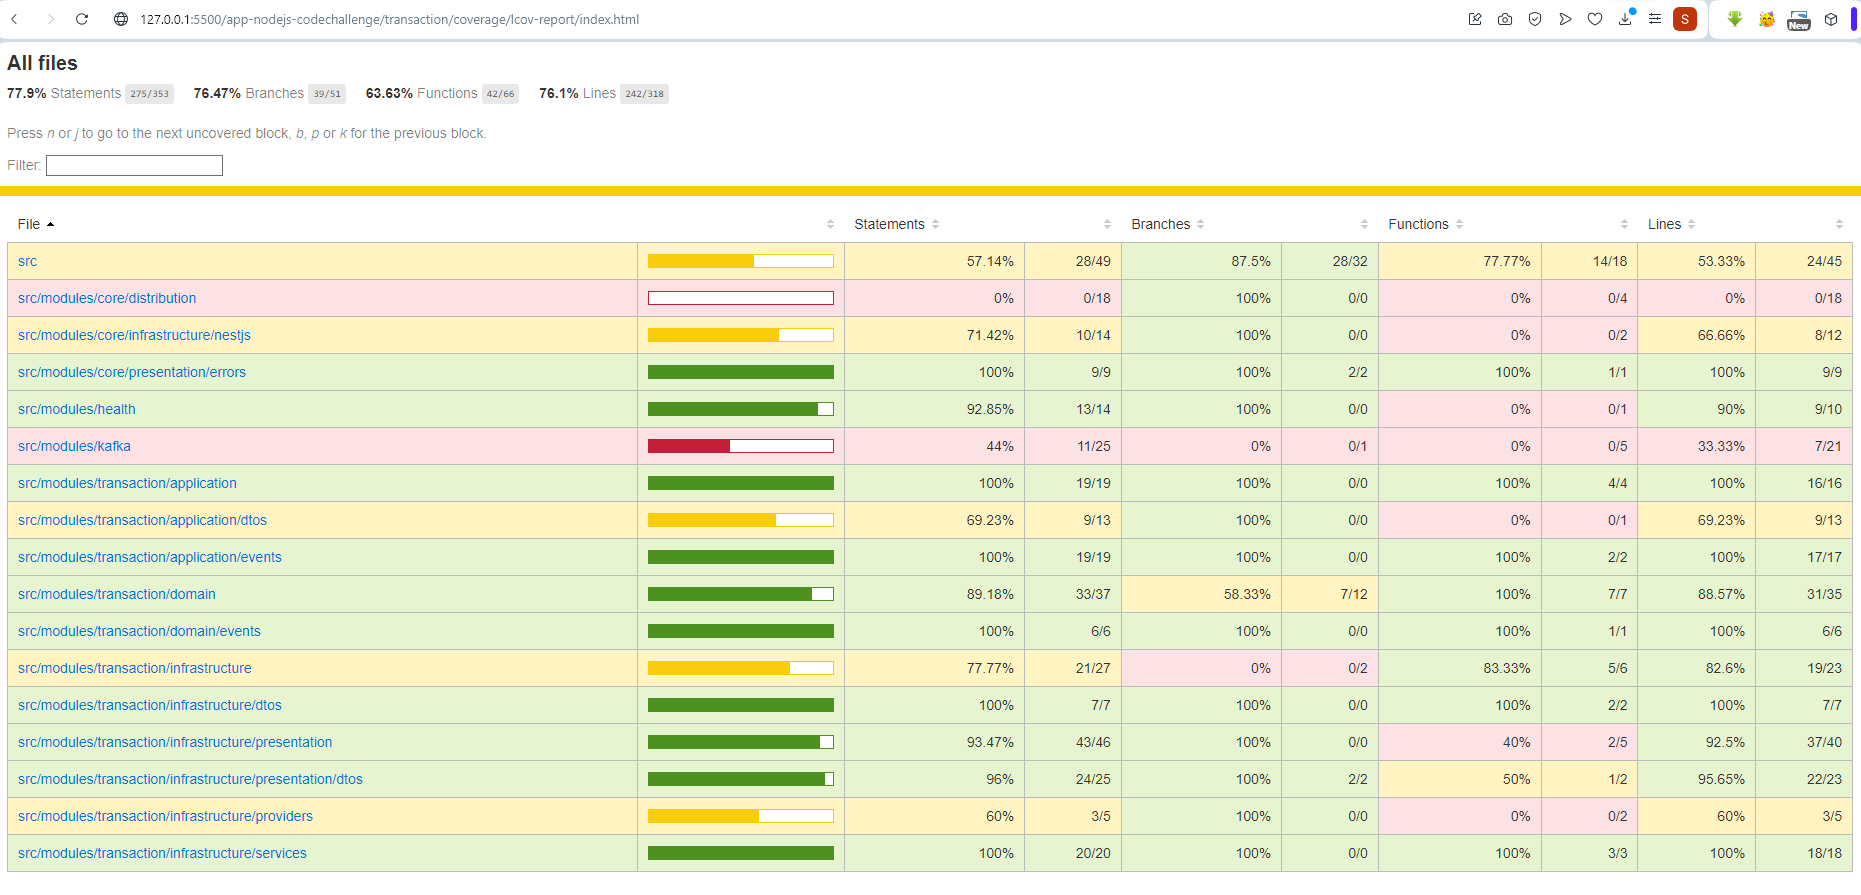 127.0.0.1:5500/app-nodejs-codechallenge/transaction/coverage/lcov-report/index.html
S
New
All files
77.9% Statements 275/353 76.47% Branches 39/51 63.63% Functions 42/66 76.1% Lines 242/318
Press n or j to go to the next uncovered block, b, p or k for the previous block.
Filter:
File Statements Branches Functions Lines
src 57.14% 28/49 87.5% 28/32 77.77% 14/18 53.33% 24/45
src/modules/core/distribution 0% 0/18 100% 0/0 0% 0/4 0% 0/18
src/modules/core/infrastructure/nestjs 71.42% 10/14 100% 0/0 0% 0/2 66.66% 8/12
src/modules/core/presentation/errors 100% 9/9 100% 2/2 100% 1/1 100% 9/9
src/modules/health 92.85% 13/14 100% 0/0 0% 0/1 90% 9/10
src/modules/kafka 44% 11/25 0% 0/1 0% 0/5 33.33% 7/21
src/modules/transaction/application 100% 19/19 100% 0/0 100% 4/4 100% 16/16
src/modules/transaction/application/dtos 69.23% 9/13 100% 0/0 0% 0/1 69.23% 9/13
src/modules/transaction/application/events 100% 19/19 100% 0/0 100% 2/2 100% 17/17
src/modules/transaction/domain 89.18% 33/37 58.33% 7/12 100% 7/7 88.57% 31/35
src/modules/transaction/domain/events 100% 6/6 100% 0/0 100% 1/1 100% 6/6
src/modules/transaction/infrastructure 77.77% 21/27 0% 0/2 83.33% 5/6 82.6% 19/23
src/modules/transaction/infrastructure/dtos 100% 7/7 100% 0/0 100% 2/2 100% 7/7
src/modules/transaction/infrastructure/presentation 93.47% 43/46 100% 0/0 40% 2/5 92.5% 37/40
src/modules/transaction/infrastructure/presentation/dtos 96% 24/25 100% 2/2 50% 1/2 95.65% 22/23
src/modules/transaction/infrastructure/providers 60% 3/5 100% 0/0 0% 0/2 60% 3/5
src/modules/transaction/infrastructure/services 100% 20/20 100% 0/0 100% 3/3 100% 18/18